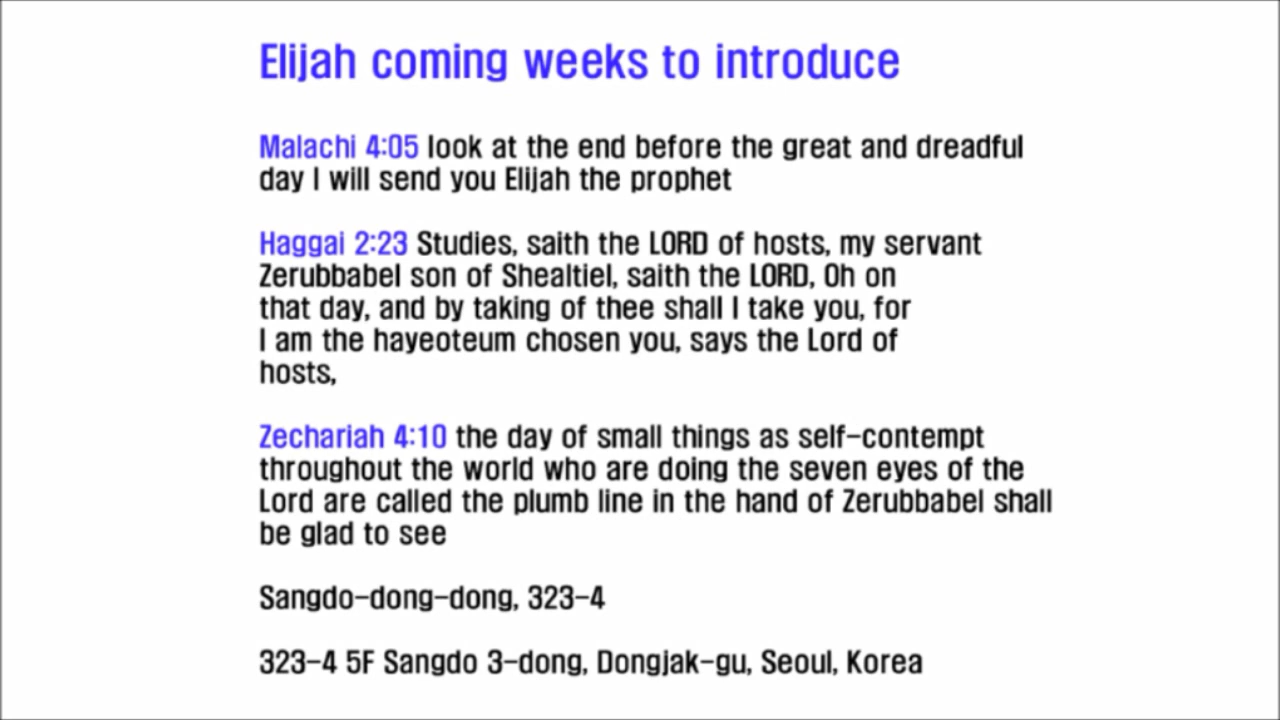 Elijah coming weeks to introduce
Malachi 4:05 look at the end before the great and dreadful
day I will send you Elijah the prophet
Haggai 2:23 Studies, saith the LORD of hosts, my servant
Zerubbabel son of Shealtiel, saith the LORD, Oh on
that day, and by taking of thee shall I take you, for
I am the hayeoteum chosen you, says the Lord of
hosts,
Zechariah 4:10 the day of small things as self-contempt
throughout the world who are doing the seven eyes of the
Lord are called the plumb line in the hand of Zerubbabel shall
be glad to see
Sangdo-dong-dong, 323-4
323-4 5F Sangdo 3-dong, Dongjak-gu, Seoul, Korea